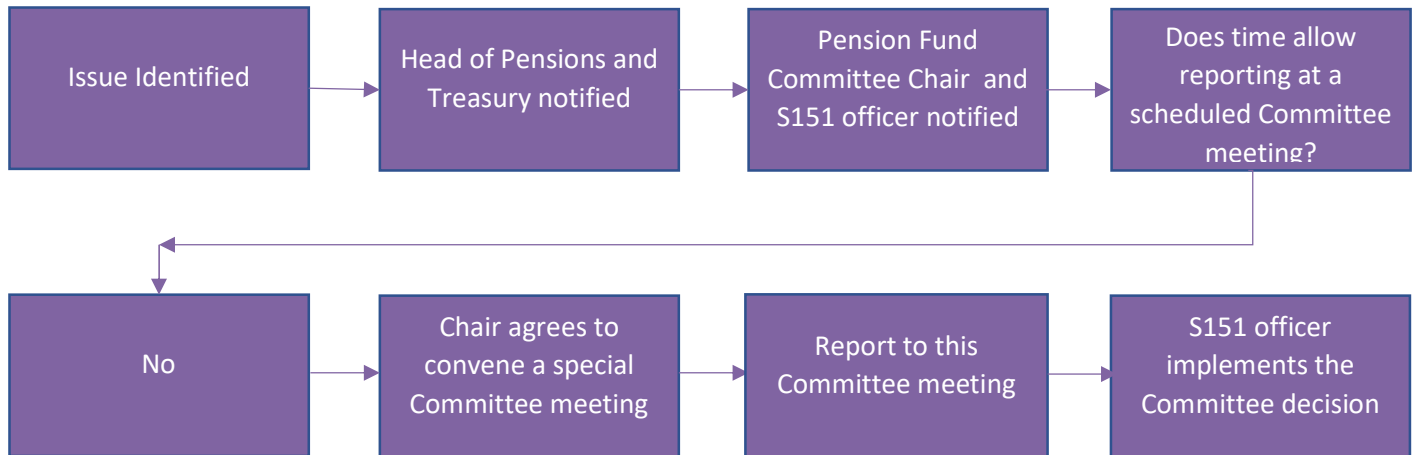 Issue Identified
Head of Pensions and
Treasury notified
Pension Fund
Committee Chair  and
S151 officer notified
Does time allow
reporting at a
scheduled Committee
meeting?
No
Chair agrees to
convene a special
Committee meeting
Report to this
Committee meeting
S151 officer
implements the
Committee decision